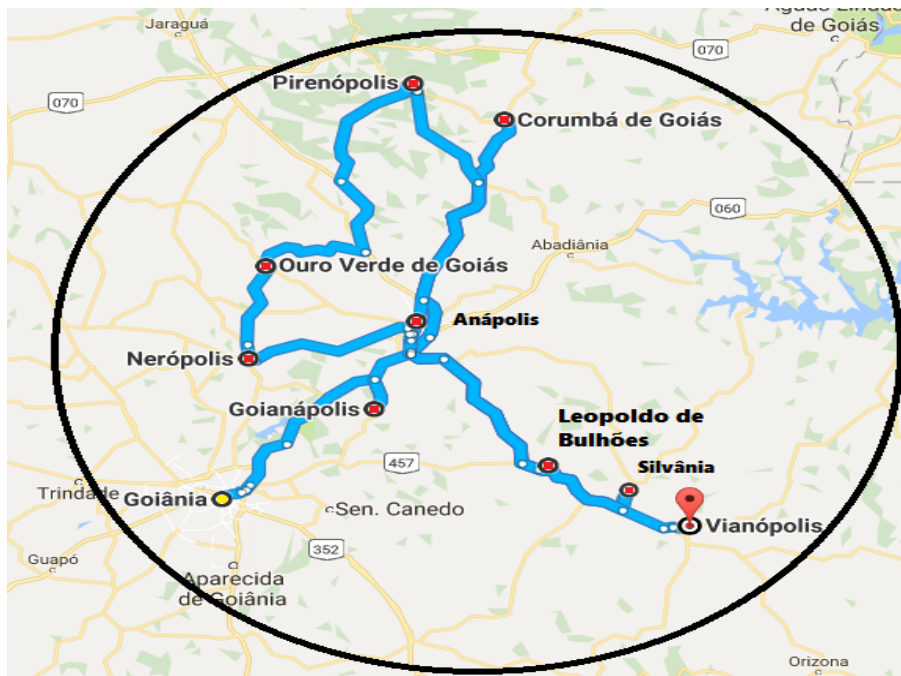 Águas Lindas
de Goiás
Jaraguá
070
Pirenópolis
070
Corumbá de Goiás
060
Abadiânia
Ouro Verde de Goiás
Anápolis
Nerópolis
Goianápolis
Leopoldo de
Bulhões
457
Silvânia
Trindade
Goiânia
Sen. Canedo
Vianópolis
352
Guapó
Aparecida
de Goiânia
Orizona